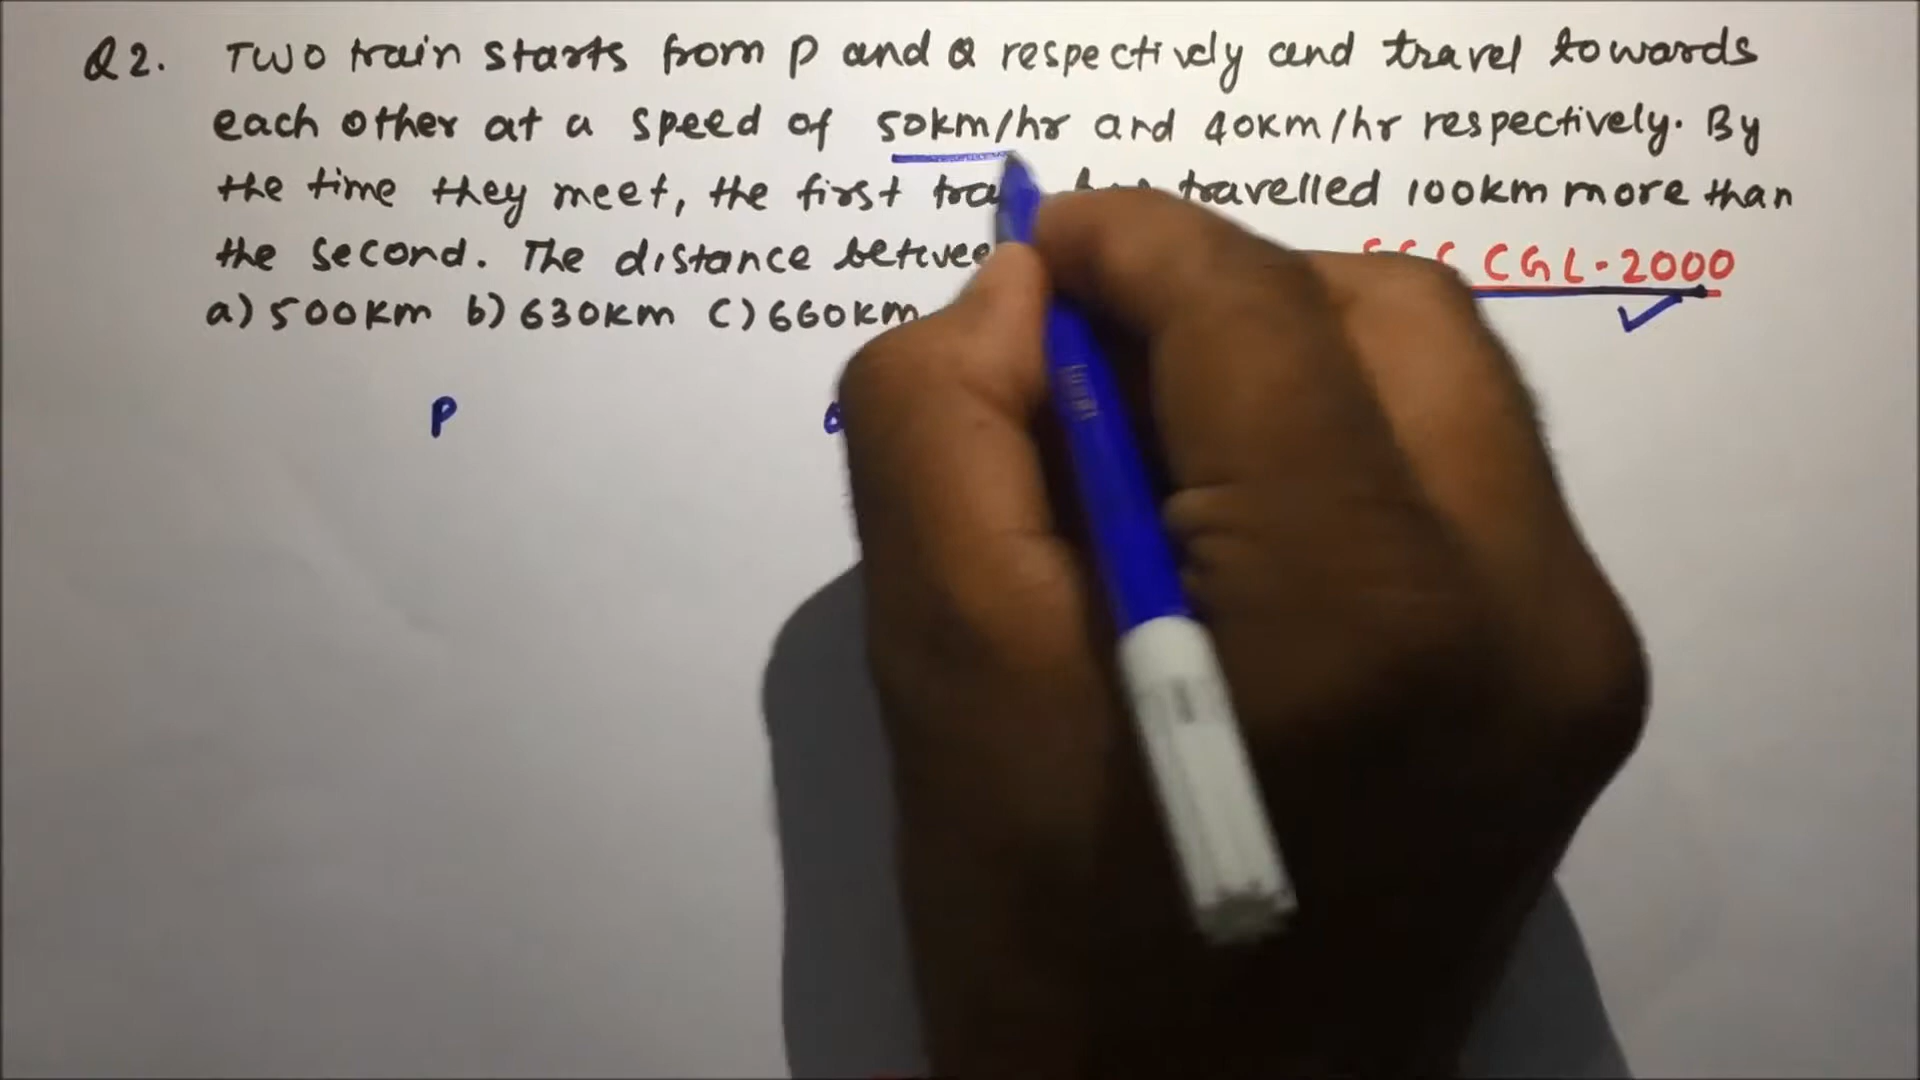 Q2. Two train starts from P and Q respectively and travel towards
each other at a speed of 50km/hr and 40km/hr respectively. By
the time they meet, the first travelled 100km more than
the second. The distance CGL-2000
a) 500km b) 630km c) 660km
P